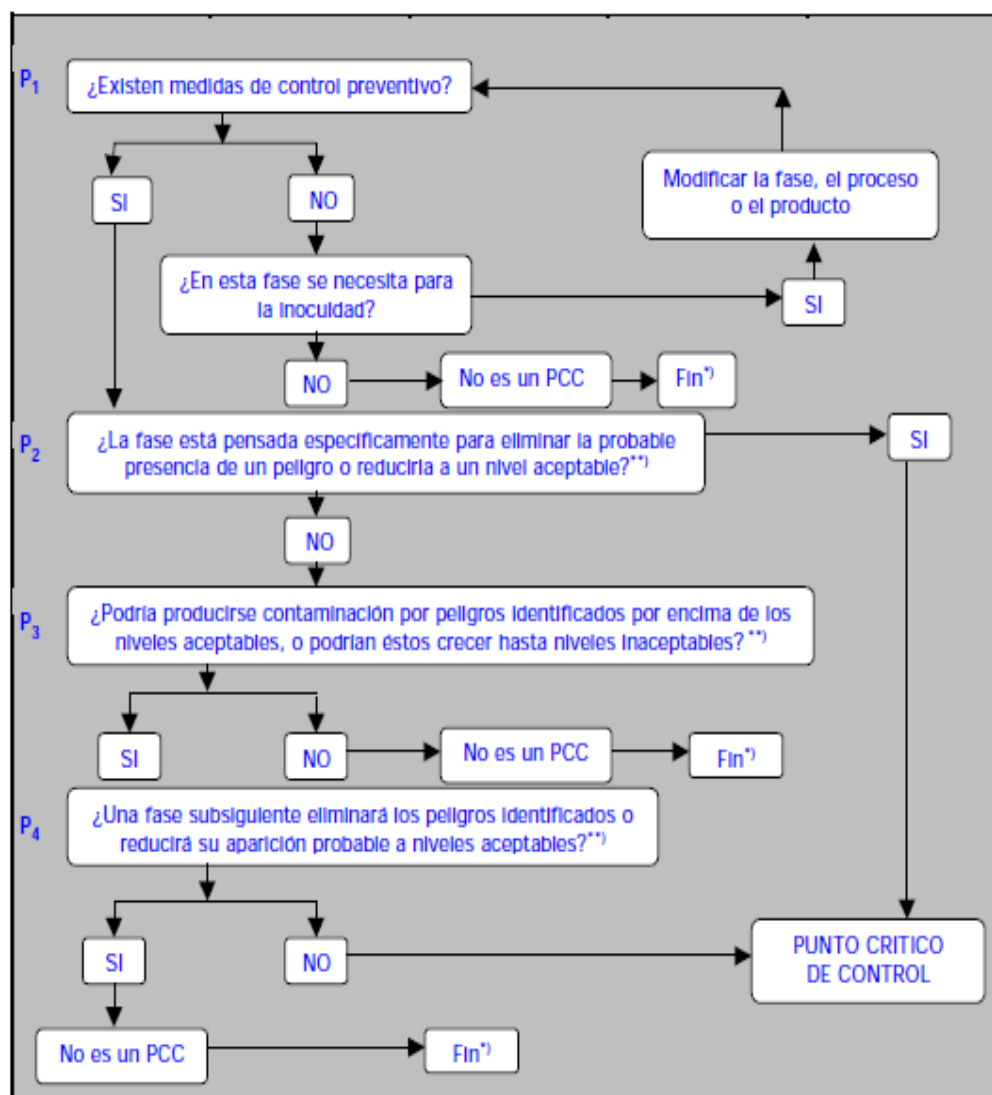 P1
¿Existen medidas de control preventivo?
SI
NO
Modificar la fase, el proceso
o el producto
¿En esta fase se necesita para
la inocuidad?
SI
NO
No es un PCC
Fin*)
P2
¿La fase está pensada específicamente para eliminar la probable
presencia de un peligro o reducirla a un nivel aceptable?**)
SI
NO
P3
¿Podría producirse contaminación por peligros identificados por encima de los
niveles aceptables, o podrían éstos crecer hasta niveles inaceptables?**)
SI
NO
No es un PCC
Fin*)
P4
¿Una fase subsiguiente eliminará los peligros identificados o
reducirá su aparición probable a niveles aceptables?**)
SI
NO
PUNTO CRITICO
DE CONTROL
No es un PCC
Fin*)